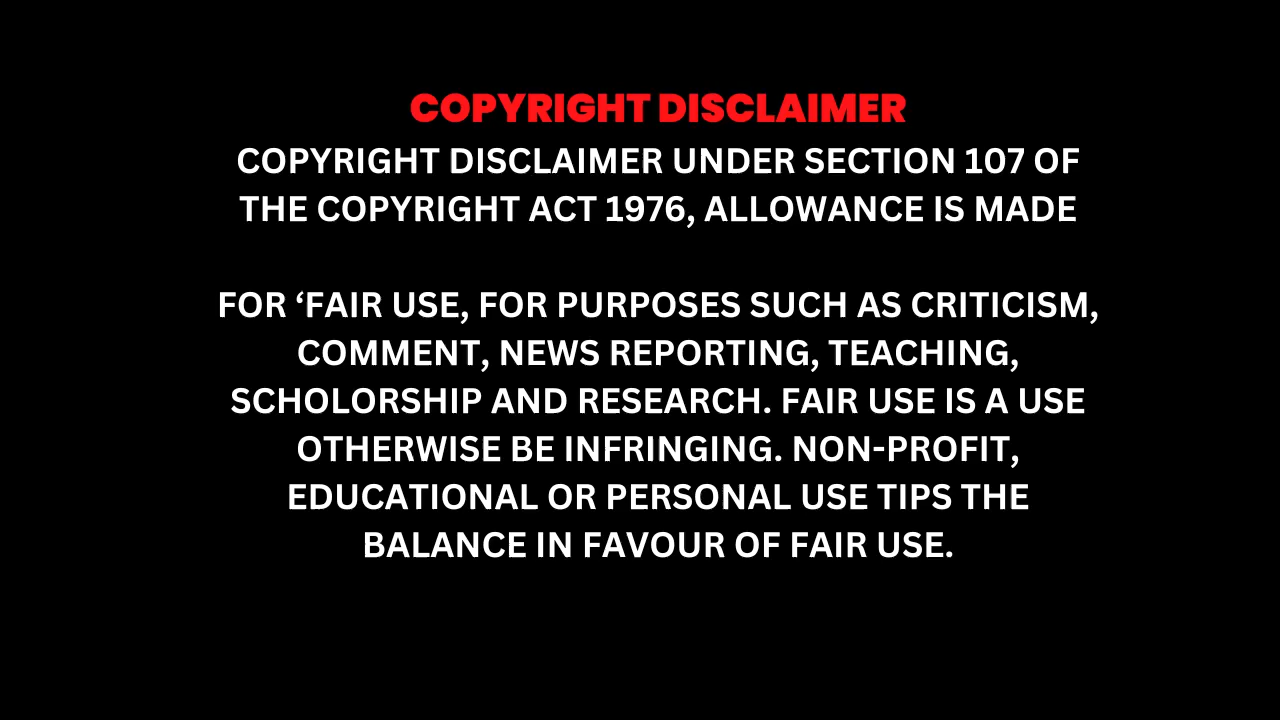 COPYRIGHT DISCLAIMER
COPYRIGHT DISCLAIMER UNDER SECTION 107 OF
THE COPYRIGHT ACT 1976, ALLOWANCE IS MADE
FOR ‘FAIR USE, FOR PURPOSES SUCH AS CRITICISM,
COMMENT, NEWS REPORTING, TEACHING,
SCHOLORSHIP AND RESEARCH. FAIR USE IS A USE
OTHERWISE BE INFRINGING. NON-PROFIT,
EDUCATIONAL OR PERSONAL USE TIPS THE
BALANCE IN FAVOUR OF FAIR USE.